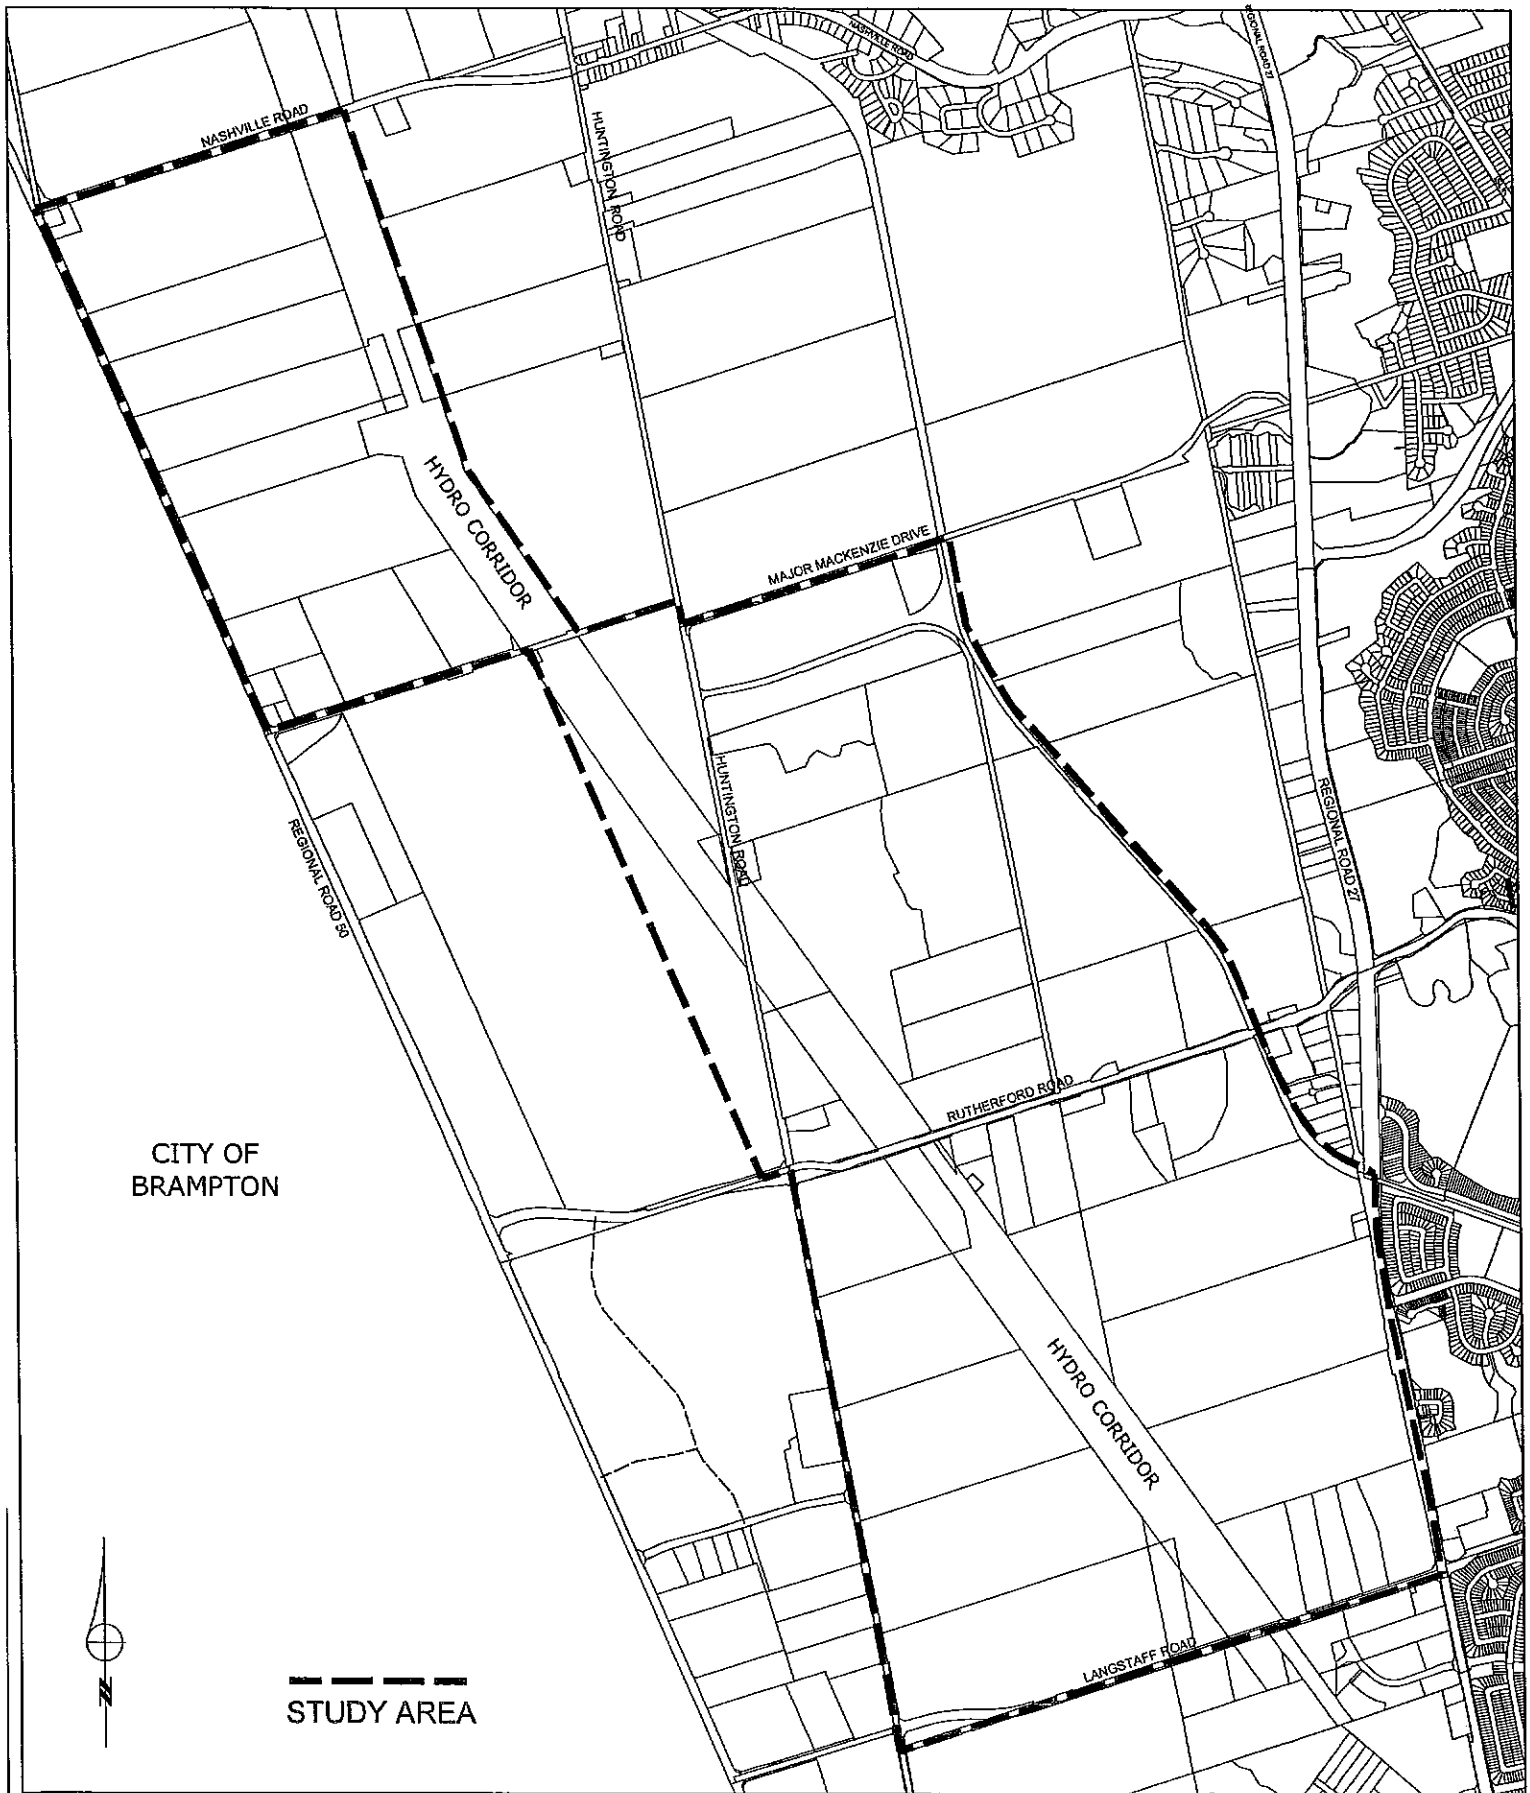 NASHVILLE ROAD
REGIONAL ROAD 27
NASHVILLE ROAD
HUNTINGTON ROAD
HYDRO CORRIDOR
MAJOR MACKENZIE DRIVE
HUNTINGTON ROAD
REGIONAL ROAD 27
REGIONAL ROAD 50
RUTHERFORD ROAD
CITY OF
BRAMPTON
HYDRO CORRIDOR
LANGSTAFF ROAD
N
STUDY AREA